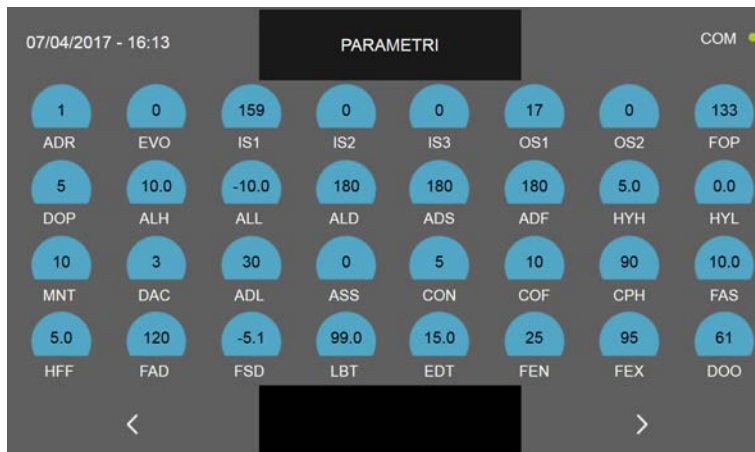 07/04/2017 - 16:13 PARAMETRI COM
1 0 159 0 0 17 0 133
ADR EVO IS1 IS2 IS3 OS1 OS2 FOP
5 10.0 -10.0 180 180 180 5.0 0.0
DOP ALH ALL ALD ADS ADF HYH HYL
10 3 30 0 5 10 90 10.0
MNT DAC ADL ASS CON COF CPH FAS
5.0 120 -5.1 99.0 15.0 25 95 61
HFF FAD FSD LBT EDT FEN FEX DOO